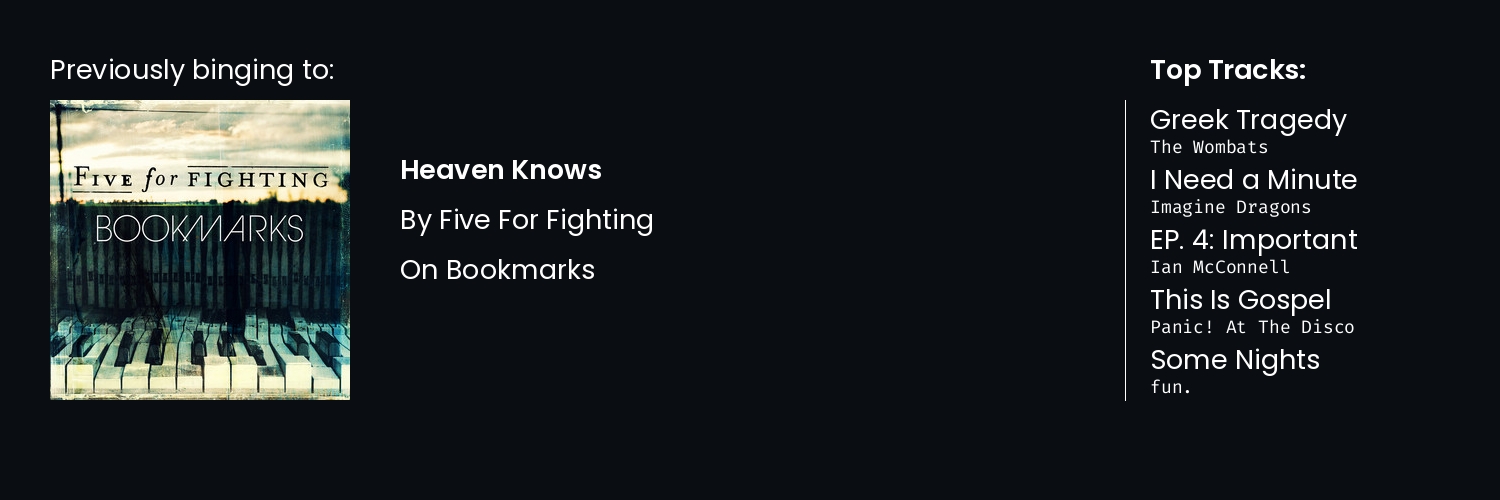 Previously binging to:
FIVE for FIGHTING
BOOKMARKS
Heaven Knows
By Five For Fighting
On Bookmarks
Top Tracks:
Greek Tragedy
The Wombats
I Need a Minute
Imagine Dragons
EP. 4: Important
Ian McConnell
This Is Gospel
Panic! At The Disco
Some Nights
fun.